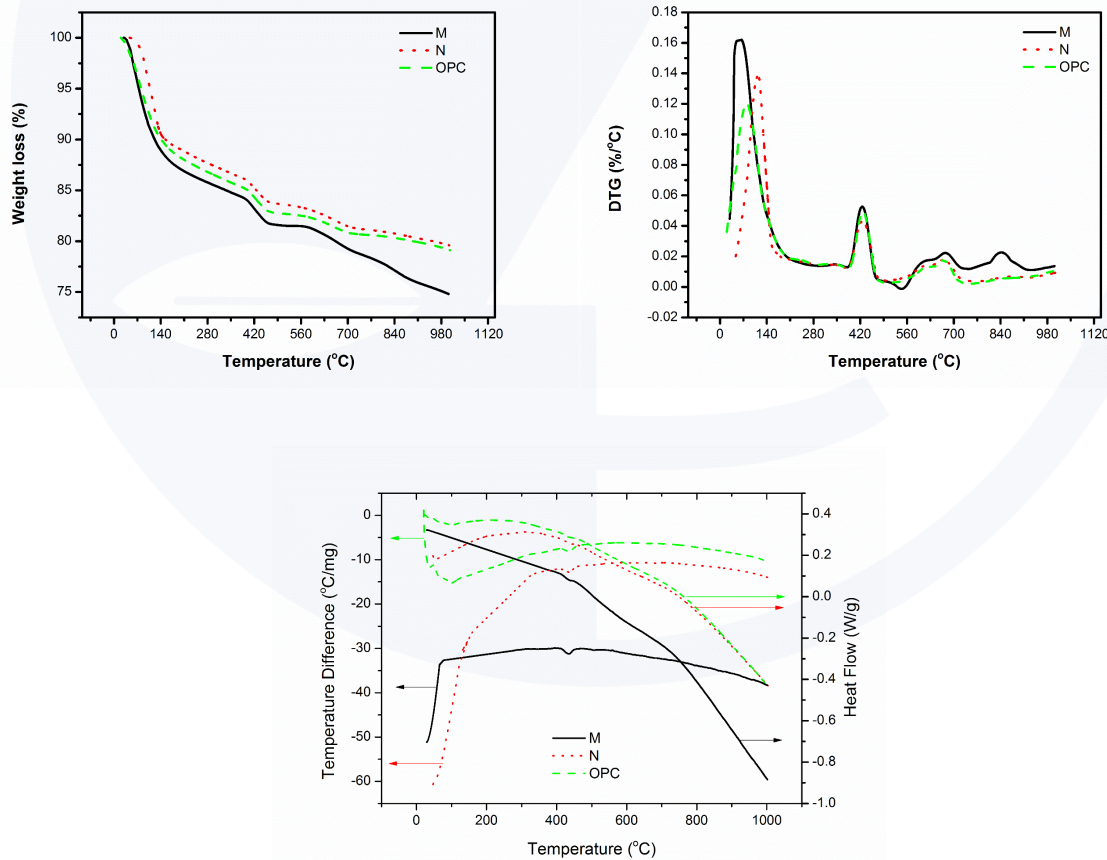 M
N
OPC
100
95
90
85
80
75
0 140 280 420 560 700 840 980 1120
Weight loss (%)
Temperature (°C)
M
N
OPC
0.18
0.16
0.14
0.12
0.10
0.08
0.06
0.04
0.02
0.00
-0.02
0 140 280 420 560 700 840 980 1120
DTG (%/°C)
Temperature (°C)
0
-10
-20
-30
-40
-50
-60
Temperature Difference (°C/mg)
0.4
0.2
0.0
-0.2
-0.4
-0.6
-0.8
-1.0
Heat Flow (W/g)
M
N
OPC
0 200 400 600 800 1000
Temperature (°C)